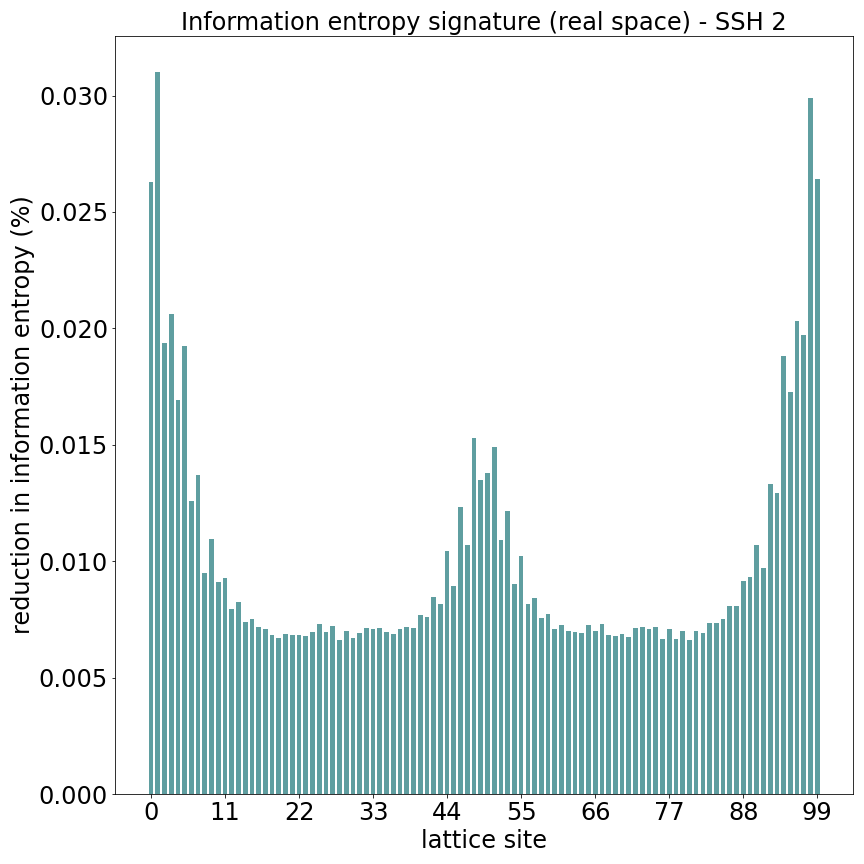 Information entropy signature (real space) - SSH 2
reduction in information entropy (%)
0.030
0.025
0.020
0.015
0.010
0.005
0.000
0 11 22 33 44 55 66 77 88 99
lattice site